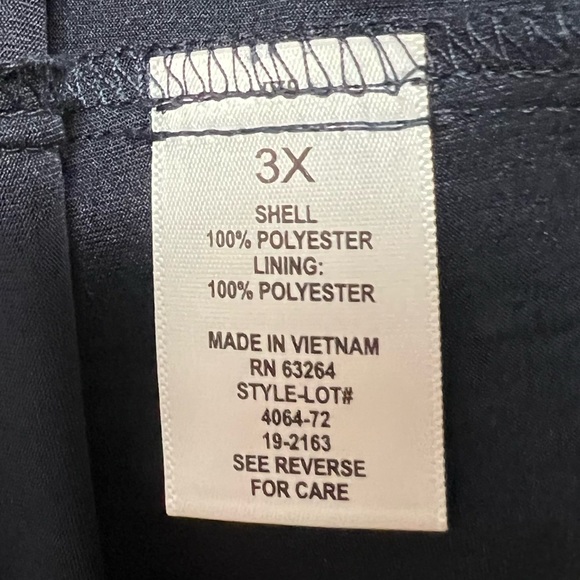 3X
SHELL
100% POLYESTER
LINING:
100% POLYESTER
MADE IN VIETNAM
RN 63264
STYLE-LOT#
4064-72
19-2163
SEE REVERSE
FOR CARE